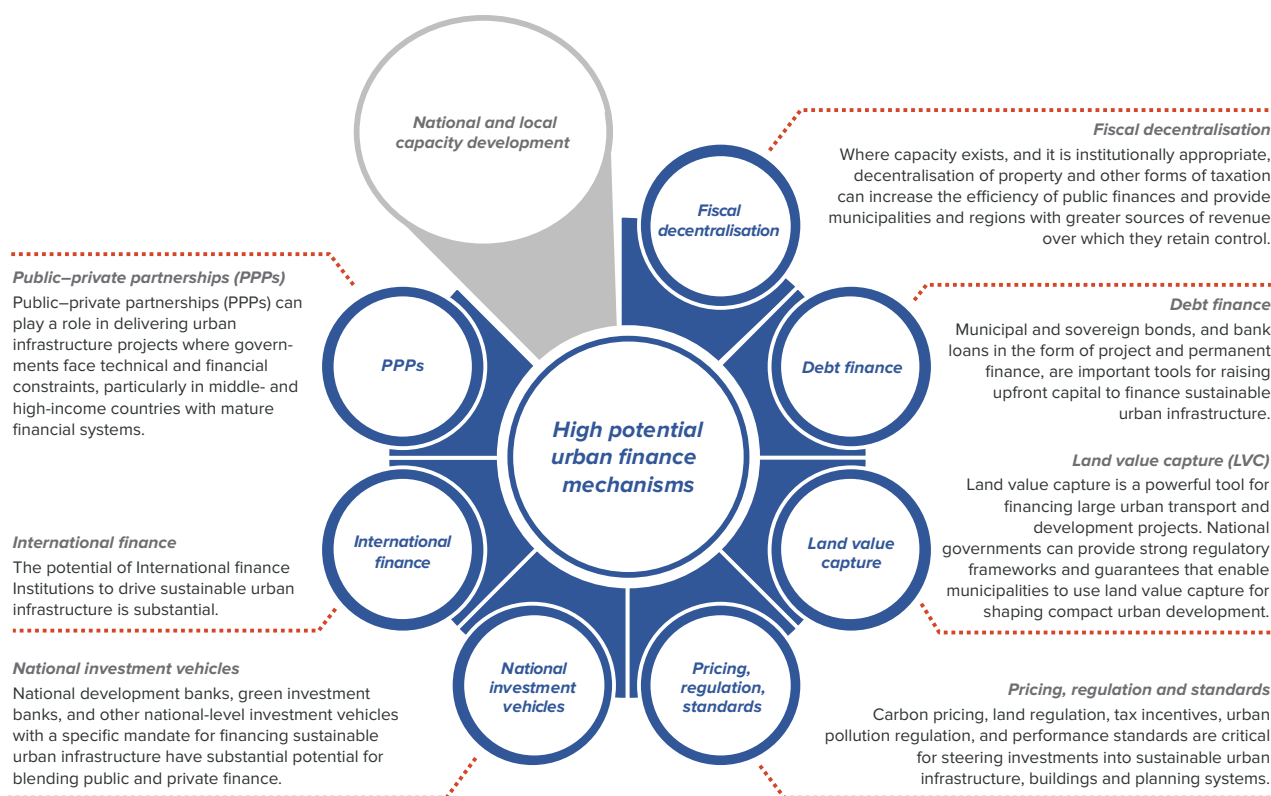 National and local
capacity development
Fiscal
decentralisation
Debt finance
Land value
capture
Pricing,
regulation,
standards
National
investment
vehicles
International
finance
PPPs
High potential
urban finance
mechanisms
Fiscal decentralisation
Where capacity exists, and it is institutionally appropriate,
decentralisation of property and other forms of taxation
can increase the efficiency of public finances and provide
municipalities and regions with greater sources of revenue
over which they retain control.
Debt finance
Municipal and sovereign bonds, and bank
loans in the form of project and permanent
finance, are important tools for raising
upfront capital to finance sustainable
urban infrastructure.
Land value capture (LVC)
Land value capture is a powerful tool for
financing large urban transport and
development projects. National
governments can provide strong regulatory
frameworks and guarantees that enable
municipalities to use land value capture for
shaping compact urban development.
Pricing, regulation and standards
Carbon pricing, land regulation, tax incentives, urban
pollution regulation, and performance standards are critical
for steering investments into sustainable urban
infrastructure, buildings and planning systems.
Public–private partnerships (PPPs)
Public–private partnerships (PPPs) can
play a role in delivering urban
infrastructure projects where govern-
ments face technical and financial
constraints, particularly in middle- and
high-income countries with mature
financial systems.
International finance
The potential of International finance
Institutions to drive sustainable urban
infrastructure is substantial.
National investment vehicles
National development banks, green investment
banks, and other national-level investment vehicles
with a specific mandate for financing sustainable
urban infrastructure have substantial potential for
blending public and private finance.